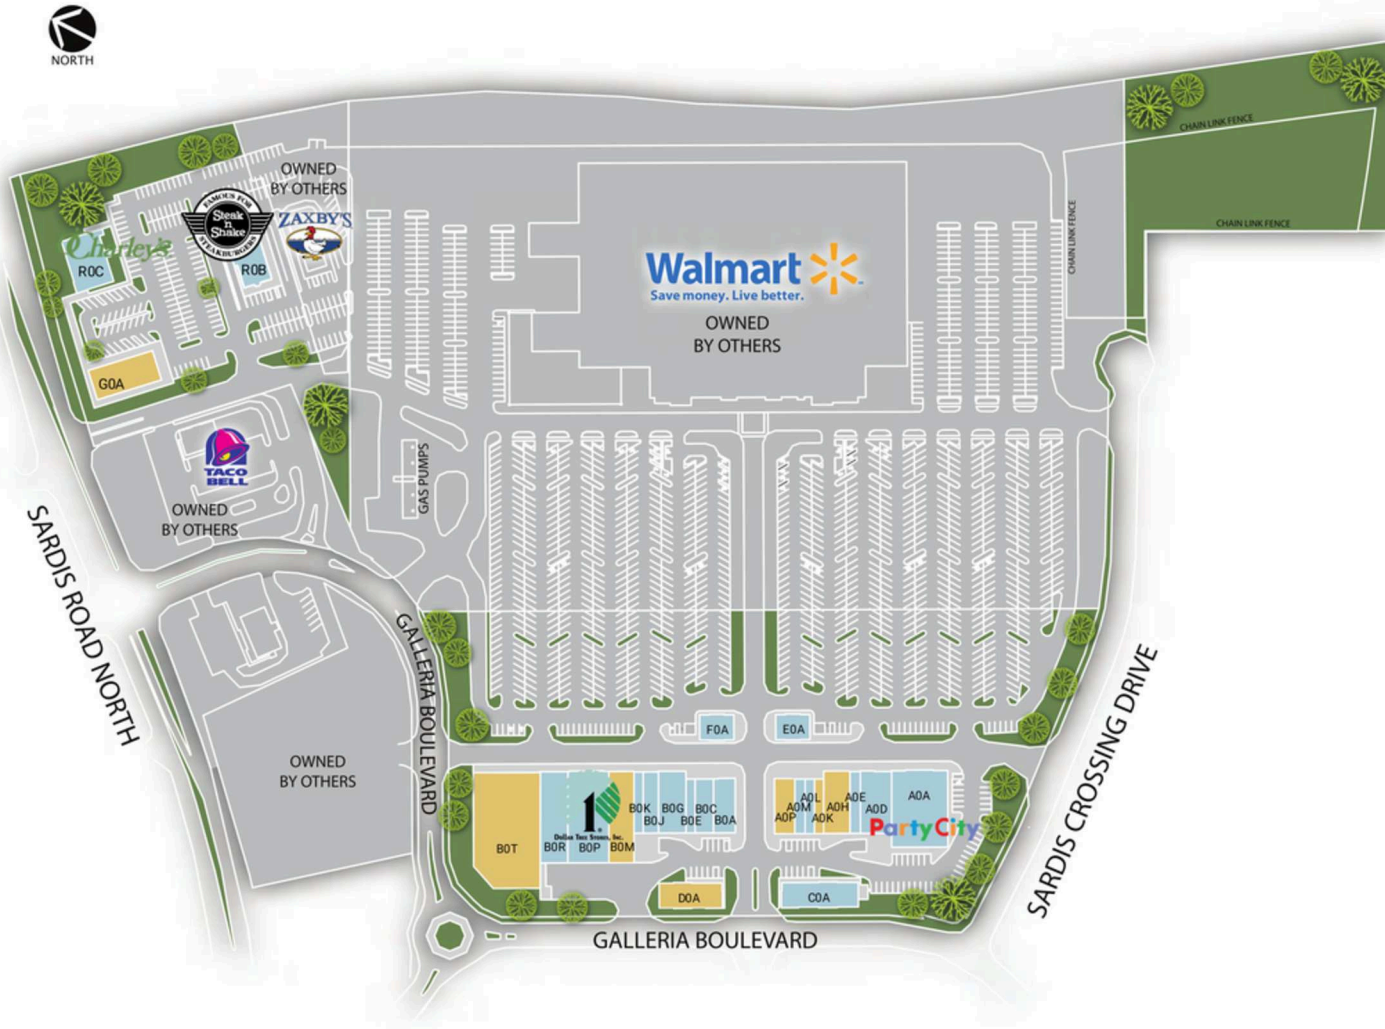 NORTH
CHAIN LINK FENCE
CHAIN LINK FENCE
CHAIN LINK FENCE
OWNED
BY OTHERS
FAMOUS FOR
Steak
n
Shake
STEAKBURGERS
ZAXBY'S
Charley's
R0C
R0B
G0A
Walmart
Save money. Live better.
OWNED
BY OTHERS
TACO
BELL
OWNED
BY OTHERS
GAS PUMPS
SARDIS ROAD NORTH
GALLERIA BOULEVARD
OWNED
BY OTHERS
SARDIS CROSSING DRIVE
F0A
E0A
B0T
B0R
1
Dollar Tree Stores, Inc.
B0P
B0M
B0K
B0J
B0G
B0E
B0C
B0A
A0P
A0M
A0L
A0K
A0H
A0E
A0D
A0A
Party City
D0A
C0A
GALLERIA BOULEVARD